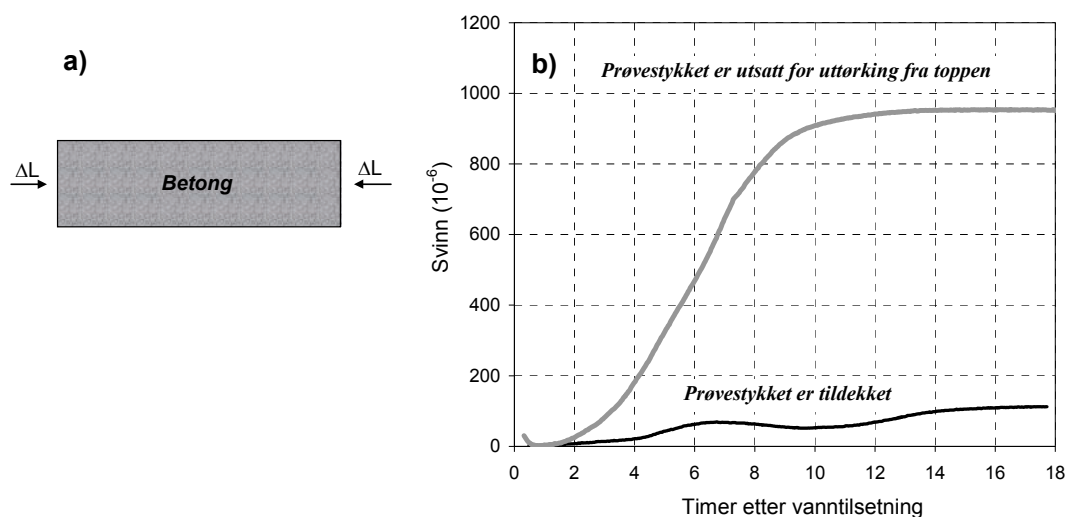 a)
ΔL
Betong
ΔL
b)
Prøvestykket er utsatt for uttørking fra toppen
Prøvestykket er tildekket
Svinn (10-6)
1200
1000
800
600
400
200
0
0 2 4 6 8 10 12 14 16 18
Timer etter vanntilsetning